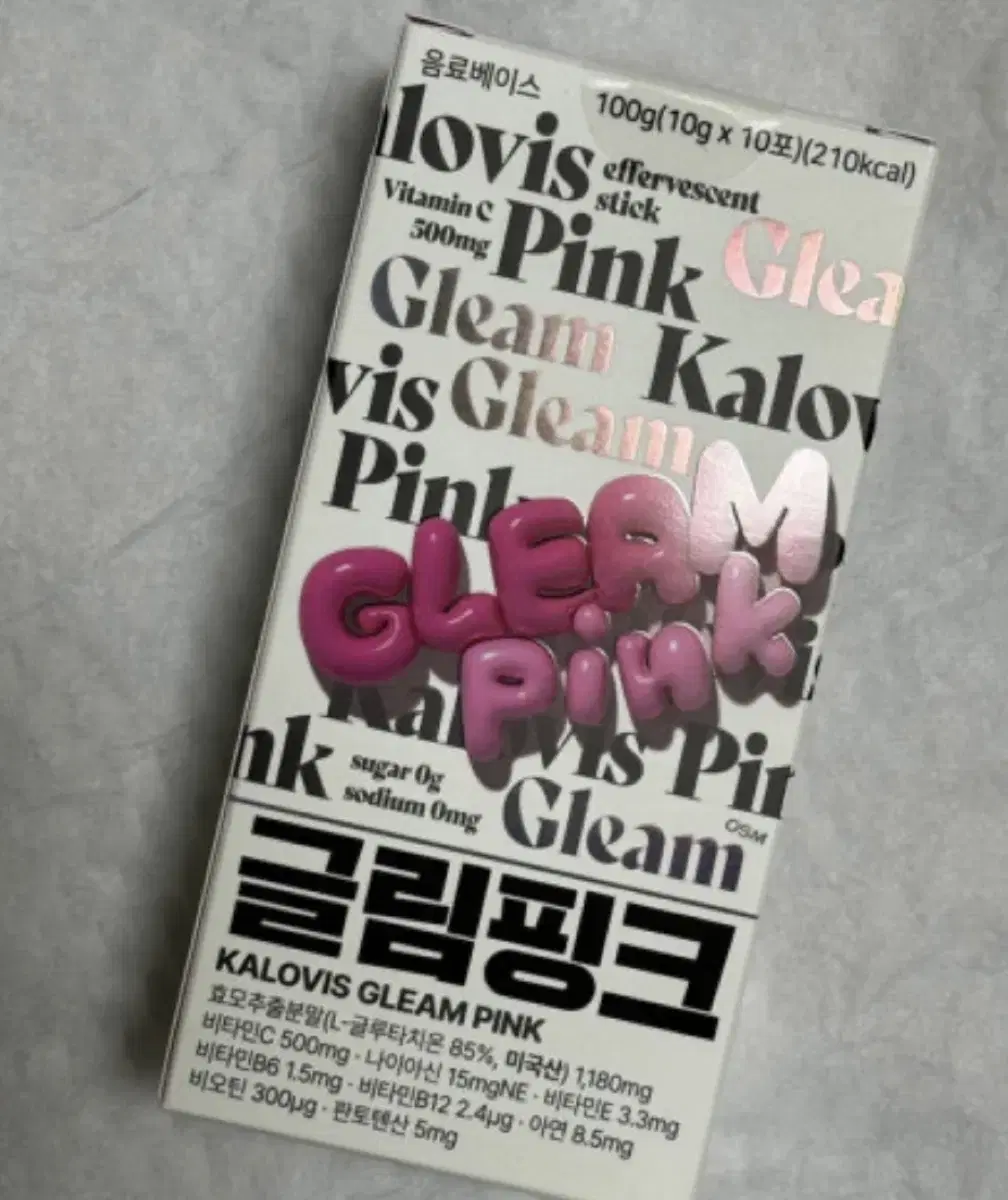 음료베이스
100g(10g x 10포)(210kcal)
lovis effervescent stick
Vitamin C 500mg Pink Glea
Gleam Kalov
vis Gleam
Pink
GLEAM
Pink
Kalovis Pin
nk sugar 0g
sodium 0mg Gleam
OSM
글림핑크
KALOVIS GLEAM PINK
효모추출분말(L-글루타치온 85%, 미국산) 1,180mg
비타민C 500mg · 나이아신 15mgNE · 비타민E 3.3mg
비타민B6 1.5mg · 비타민B12 2.4µg · 아연 8.5mg
비오틴 300µg · 판토텐산 5mg